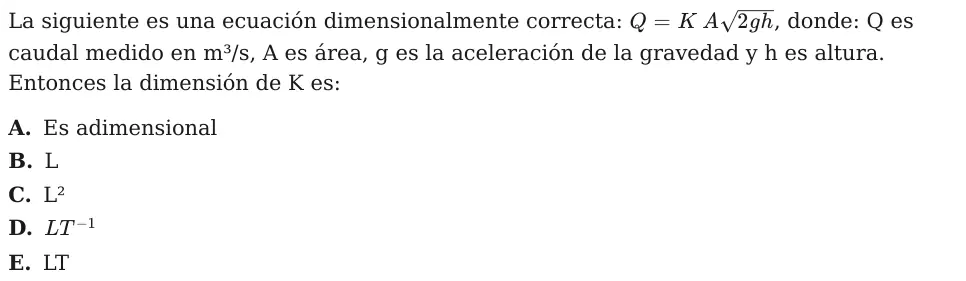 La siguiente es una ecuación dimensionalmente correcta: Q = K A√2gh, donde: Q es
caudal medido en m³/s, A es área, g es la aceleración de la gravedad y h es altura.
Entonces la dimensión de K es:
A. Es adimensional
B. L
C. L²
D. LT⁻¹
E. LT